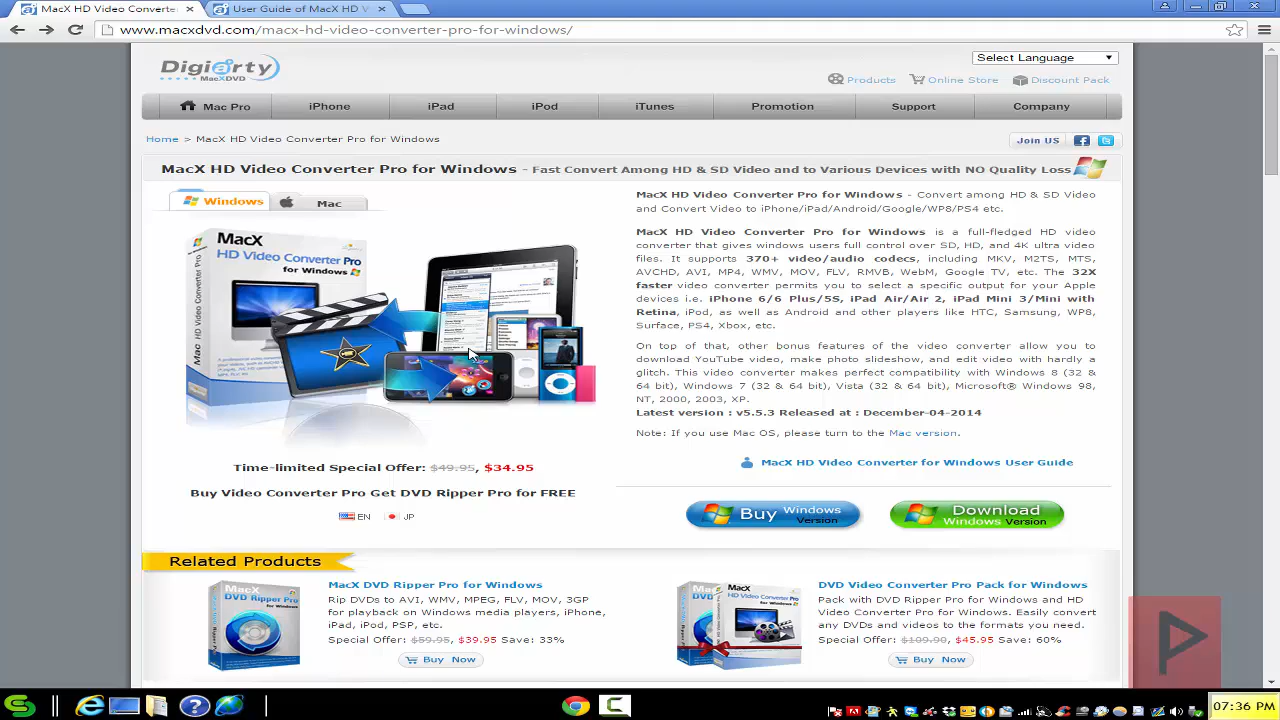 MacX HD Video Converter
User Guide of MacX HD V
www.macxdvd.com/macx-hd-video-converter-pro-for-windows/
Digiarty
MacXDVD
Select Language
Products Online Store Discount Pack
Mac Pro iPhone iPad iPod iTunes Promotion Support Company
Home > MacX HD Video Converter Pro for Windows
Join US
MacX HD Video Converter Pro for Windows - Fast Convert Among HD & SD Video and to Various Devices with NO Quality Loss
Windows Mac
MacX
HD Video Converter Pro
for Windows
MacX HD Video Converter Pro for Windows - Convert among HD & SD Video
and Convert Video to iPhone/iPad/Android/Google/WP8/PS4 etc.
MacX HD Video Converter Pro for Windows is a full-fledged HD video
converter that gives windows users full control of SD, HD, and 4K ultra video
files. It supports 370+ video/audio codecs, including MKV, M2TS, MTS,
AVCHD, AVI, MP4, WMV, MOV, FLV, RMVB, WebM, Google TV, etc. The 32X
faster video converter permits you to select a specific output for your Apple
devices i.e. iPhone 6/6 Plus/5S, iPad Air/Air 2, iPad Mini 3/Mini with
Retina, iPod, as well as Android and other players like HTC, Samsung, WP8,
Surface, PS4, Xbox, etc.
On top of that, other bonus features of the video converter allow you to
download YouTube video, make photo slideshow, and edit video with hardly a
glitch. This video converter makes perfect compability with Windows 8 (32 &
64 bit), Windows 7 (32 & 64 bit), Vista (32 & 64 bit), Microsoft® Windows 98,
NT, 2000, 2003, XP.
Latest version : v5.5.3 Released at : December-04-2014
Note: If you use Mac OS, please turn to the Mac version.
MacX HD Video Converter for Windows User Guide
Time-limited Special Offer: $49.95, $34.95
Buy Video Converter Pro Get DVD Ripper Pro for FREE
EN JP
Buy Windows Version
Download Windows Version
Related Products
MacX DVD Ripper Pro for Windows
Rip DVDs to AVI, WMV, MPEG, FLV, MOV, 3GP
for playback on Windows media players, iPhone,
iPad, iPod, PSP, etc.
Special Offer: $59.95, $39.95 Save: 33%
Buy Now
DVD Video Converter Pro Pack for Windows
Pack with DVD Ripper Pro for Windows and HD
Video Converter Pro for Windows. Easily convert
any DVDs and videos to the formats you need.
Special Offer: $109.90, $45.95 Save: 60%
Buy Now
07:36 PM